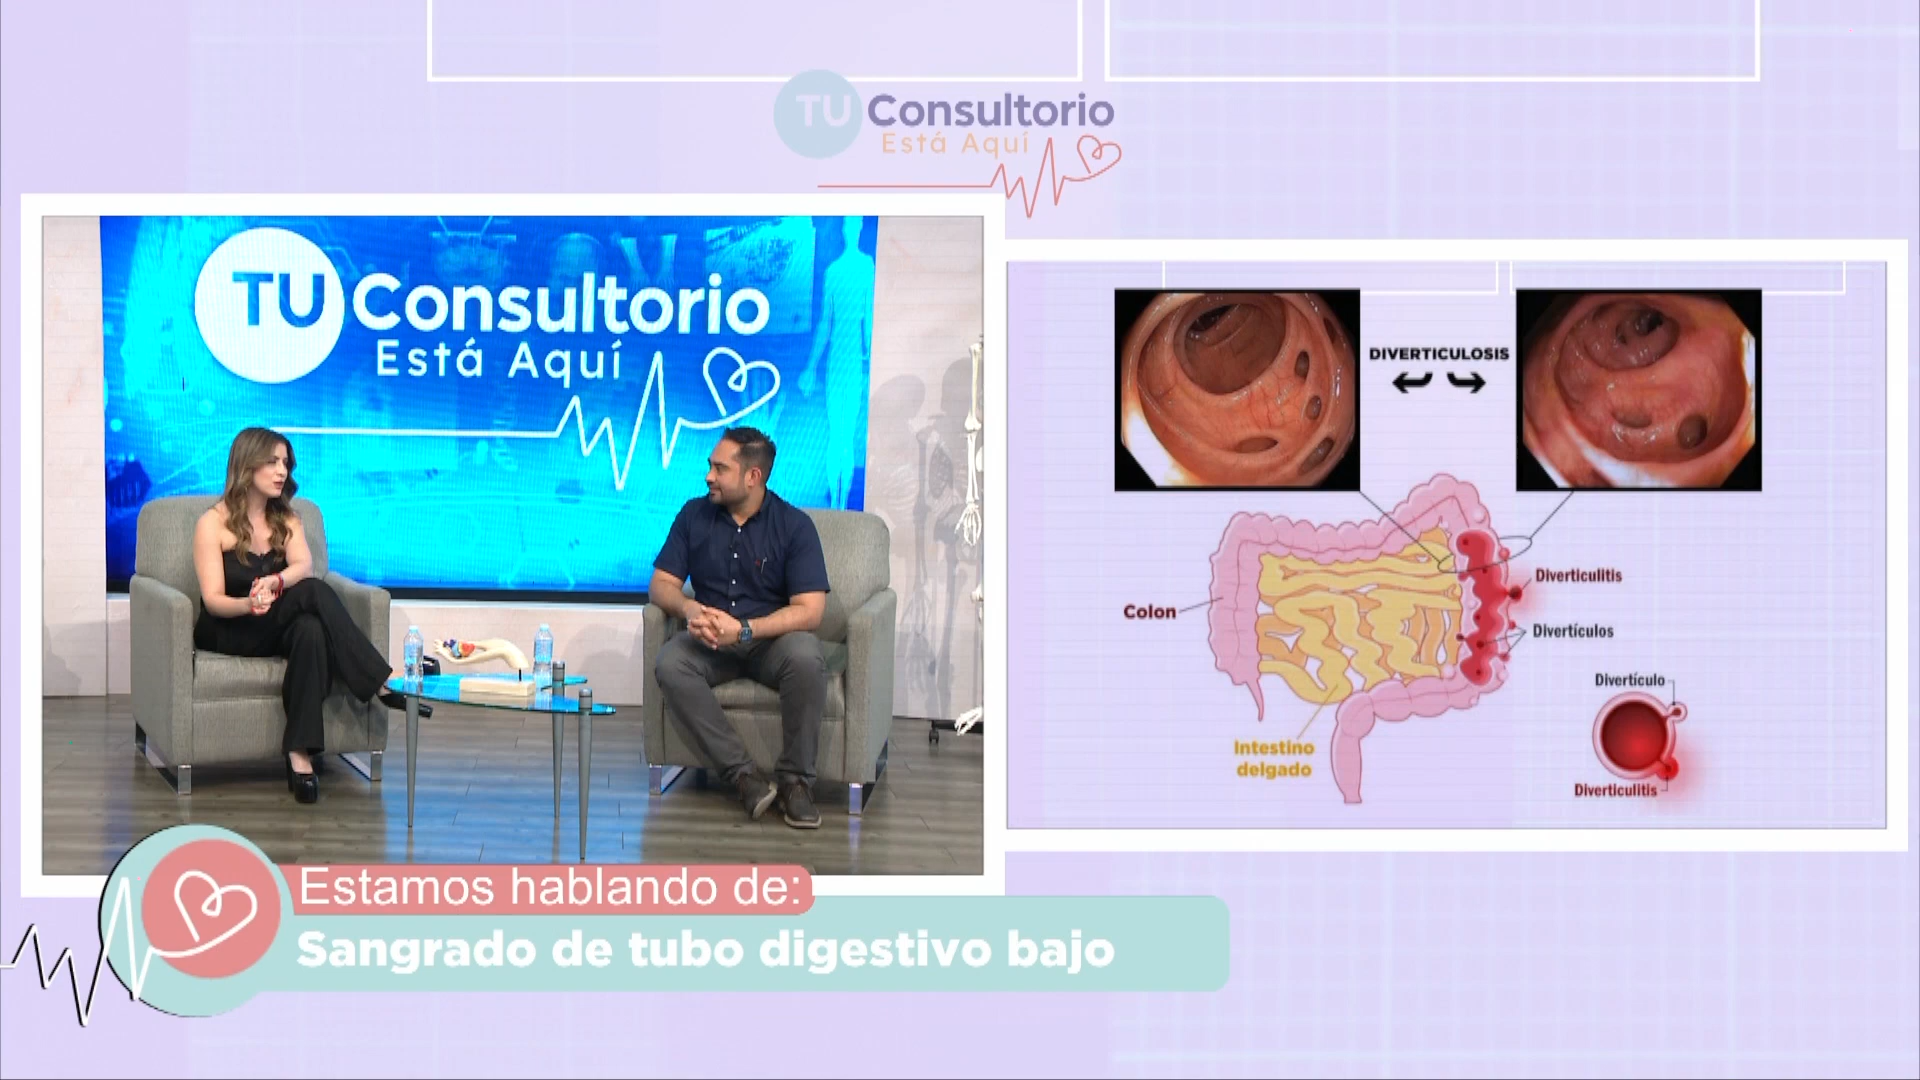 TU Consultorio
Está Aquí
TU Consultorio
Está Aquí
DIVERTICULOSIS
Diverticulitis
Colon
Divertículos
Divertículo
Intestino
delgado
Diverticulitis
Estamos hablando de:
Sangrado de tubo digestivo bajo